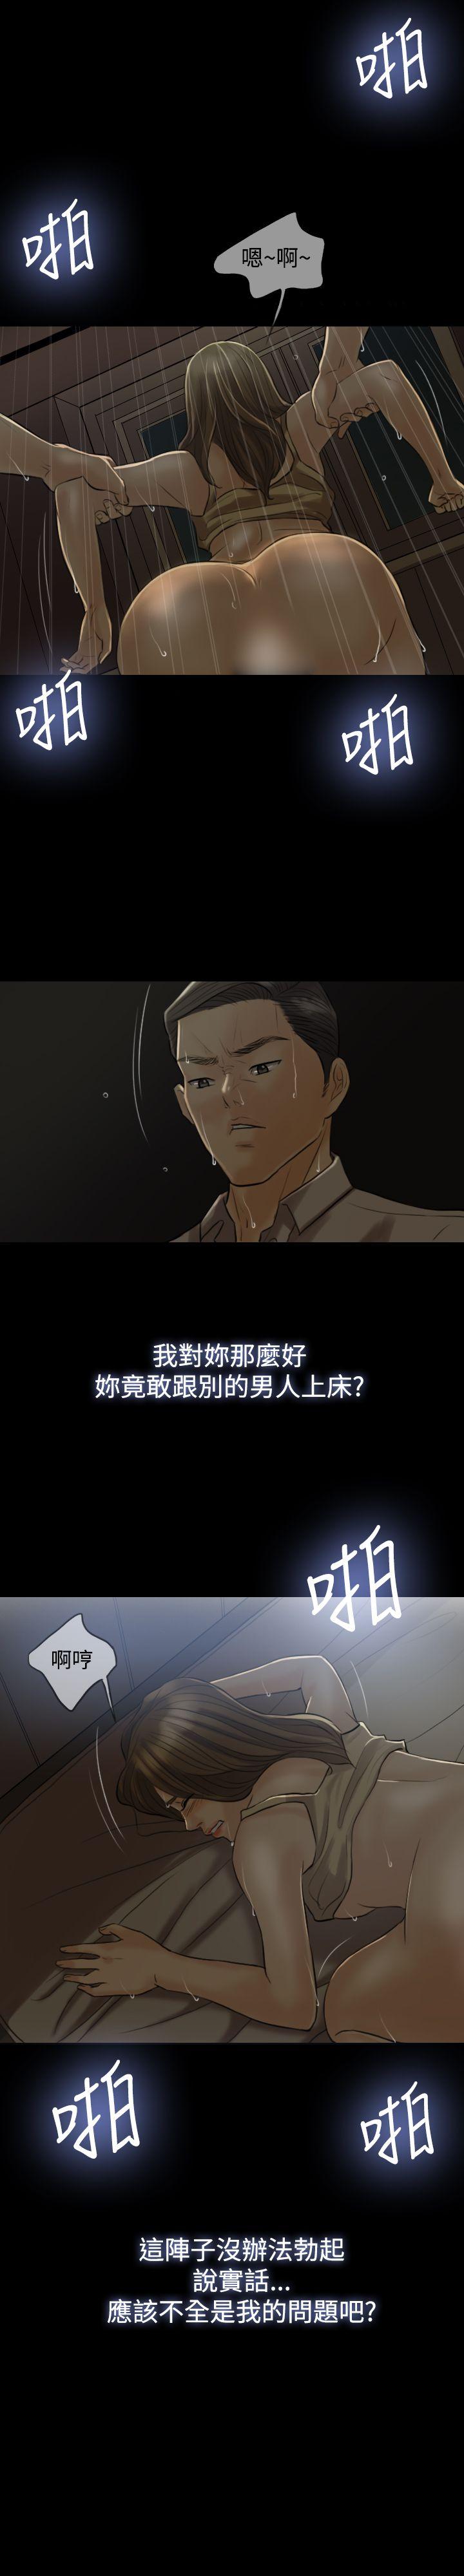 啪
啪
嗯~啊~
啪
啪
我對妳那麼好
妳竟敢跟別的男人上床?
啪
啊哼
啪
啪
這陣子沒辦法勃起
說實話...
應該不全是我的問題吧?